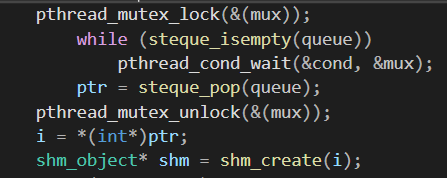 pthread_mutex_lock(&(mux));
while (steque_isempty(queue))
pthread_cond_wait(&cond, &mux);
ptr = steque_pop(queue);
pthread_mutex_unlock(&(mux));
i = *(int*)ptr;
shm_object* shm = shm_create(i);